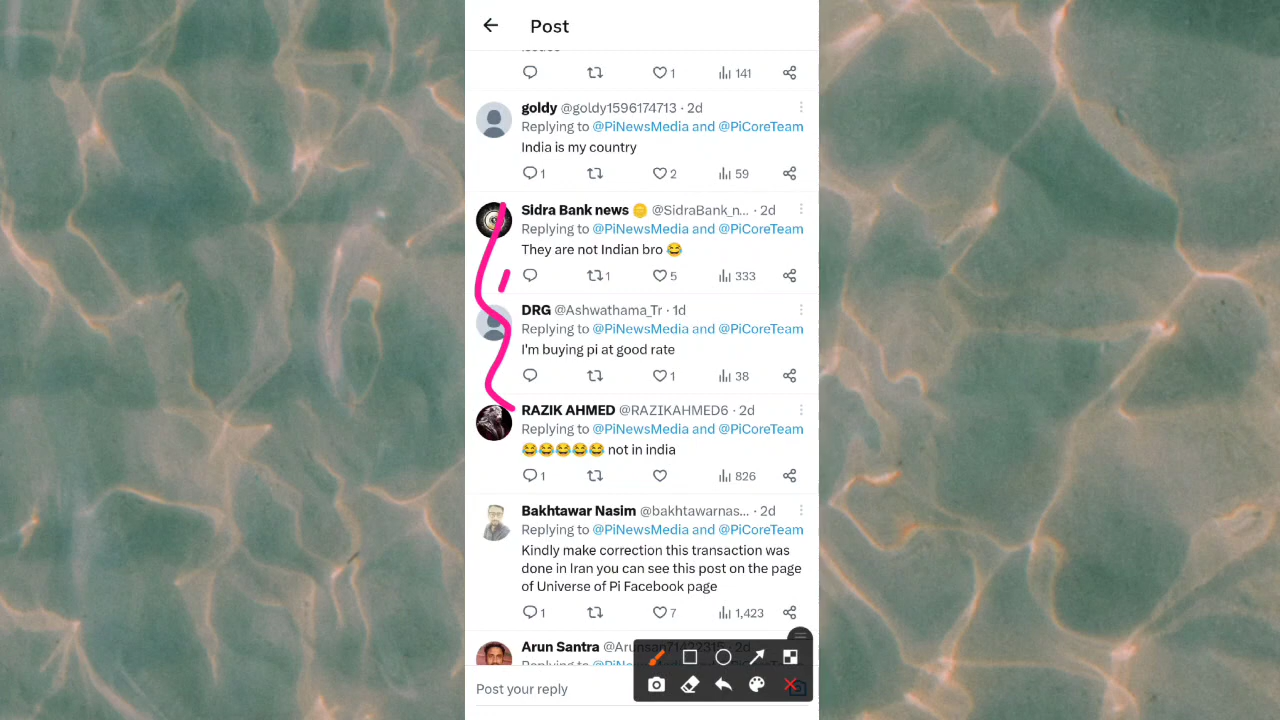 Post
1
141
goldy @goldy1596174713 · 2d
Replying to @PiNewsMedia and @PiCoreTeam
India is my country
1
2
59
Sidra Bank news 🪙 @SidraBank_n... · 2d
Replying to @PiNewsMedia and @PiCoreTeam
They are not Indian bro 😂
1
5
333
DRG @Ashwathama_Tr · 1d
Replying to @PiNewsMedia and @PiCoreTeam
I'm buying pi at good rate
1
38
RAZIK AHMED @RAZIKAHMED6 · 2d
Replying to @PiNewsMedia and @PiCoreTeam
😂😂😂😂😂 not in india
1
826
Bakhtawar Nasim @bakhtawarnas... · 2d
Replying to @PiNewsMedia and @PiCoreTeam
Kindly make correction this transaction was
done in Iran you can see this post on the page
of Universe of Pi Facebook page
1
7
1,423
Arun Santra
Replying to
Post your reply